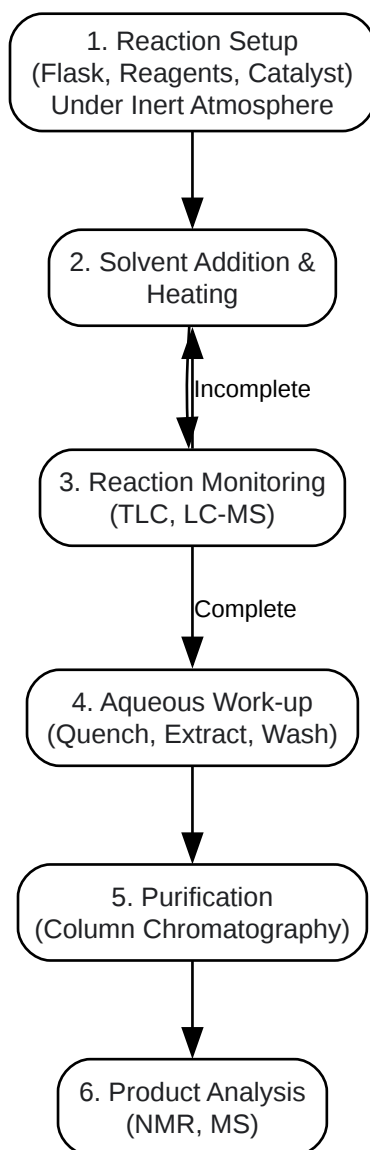 1. Reaction Setup
(Flask, Reagents, Catalyst)
Under Inert Atmosphere
2. Solvent Addition &
Heating
Incomplete
3. Reaction Monitoring
(TLC, LC-MS)
Complete
4. Aqueous Work-up
(Quench, Extract, Wash)
5. Purification
(Column Chromatography)
6. Product Analysis
(NMR, MS)